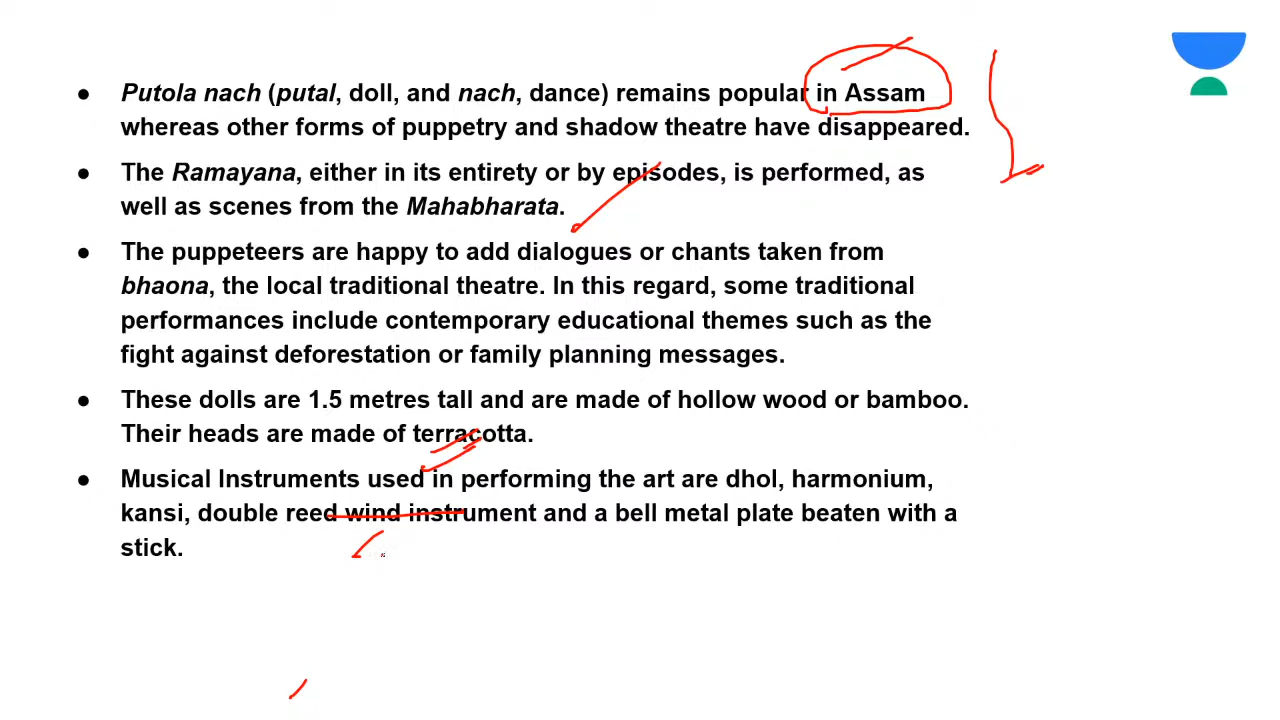 ● Putola nach (putal, doll, and nach, dance) remains popular in Assam
whereas other forms of puppetry and shadow theatre have disappeared.
● The Ramayana, either in its entirety or by episodes, is performed, as
well as scenes from the Mahabharata.
● The puppeteers are happy to add dialogues or chants taken from
bhaona, the local traditional theatre. In this regard, some traditional
performances include contemporary educational themes such as the
fight against deforestation or family planning messages.
● These dolls are 1.5 metres tall and are made of hollow wood or bamboo.
Their heads are made of terracotta.
● Musical Instruments used in performing the art are dhol, harmonium,
kansi, double reed wind instrument and a bell metal plate beaten with a
stick.